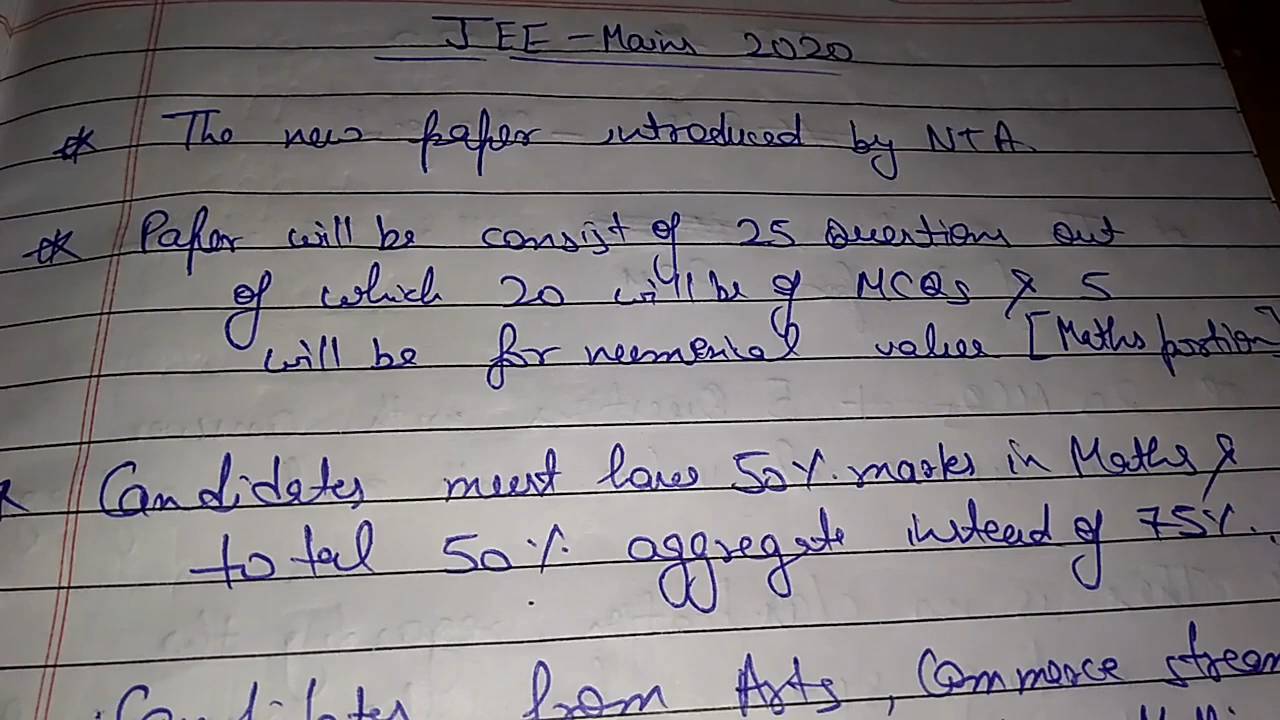 JEE-Mains 2020
* The new paper introduced by NTA.
* Paper will be consist of 25 Questions out
of which 20 will be of MCQs & 5
will be for neumerical values [Maths portion]
* Candidates must have 50% marks in Maths &
total 50% aggregate instead of 75%.
Candidates from Arts, Commerce stream